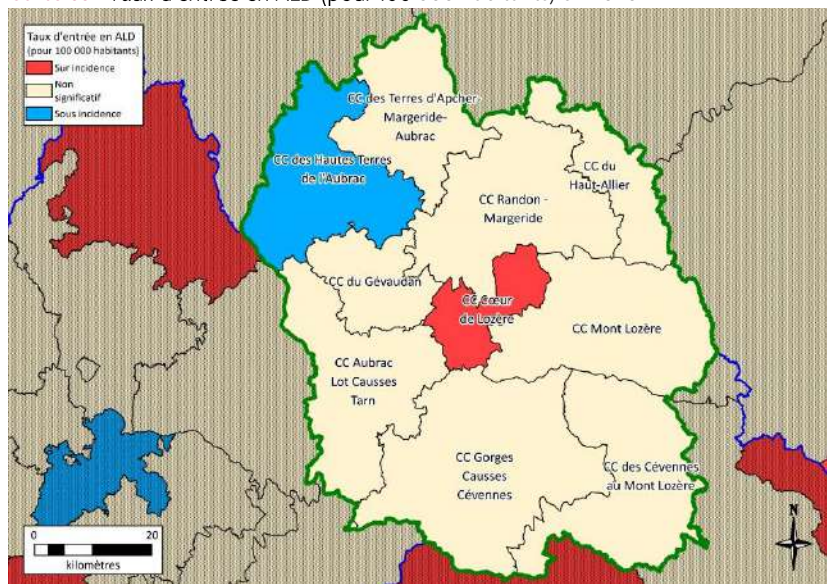 Taux d'entrée en ALD
(pour 100 000 habitants)
Sur incidence
Non
significatif
Sous incidence
CC des Terres d'Apcher-
Margeride-
Aubrac
CC des Hautes Terres
de l'Aubrac
CC du
Haut-Allier
CC Randon -
Margeride
CC du Gévaudan
CC Cœur
de Lozère
CC Mont Lozère
CC Aubrac
Lot Causses
Tarn
CC Gorges
Causses
Cévennes
CC des Cévennes
au Mont Lozère
0 20
kilomètres
N